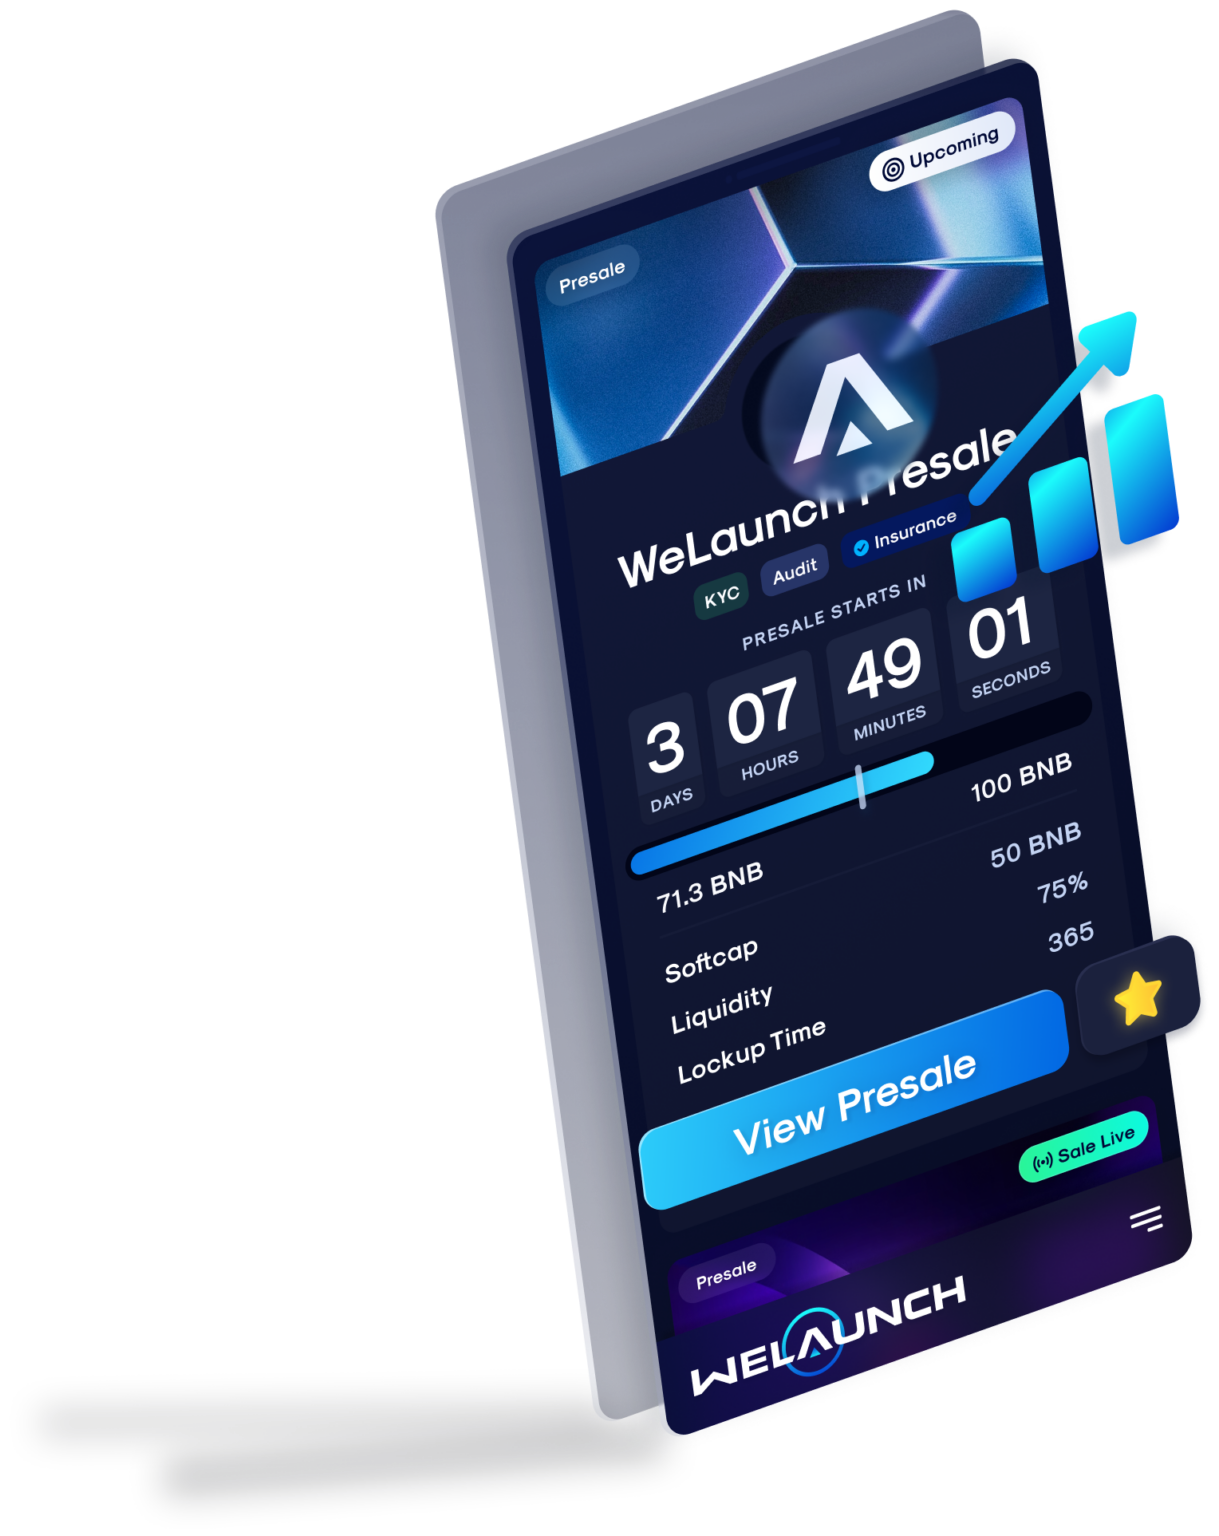 Upcoming
Presale
WeLaunch Presale
KYC Audit Insurance
PRESALE STARTS IN
3 07 49 01
DAYS HOURS MINUTES SECONDS
71.3 BNB 100 BNB
Softcap 50 BNB
Liquidity 75%
Lockup Time 365
View Presale
Sale Live
Presale
WELAUNCH